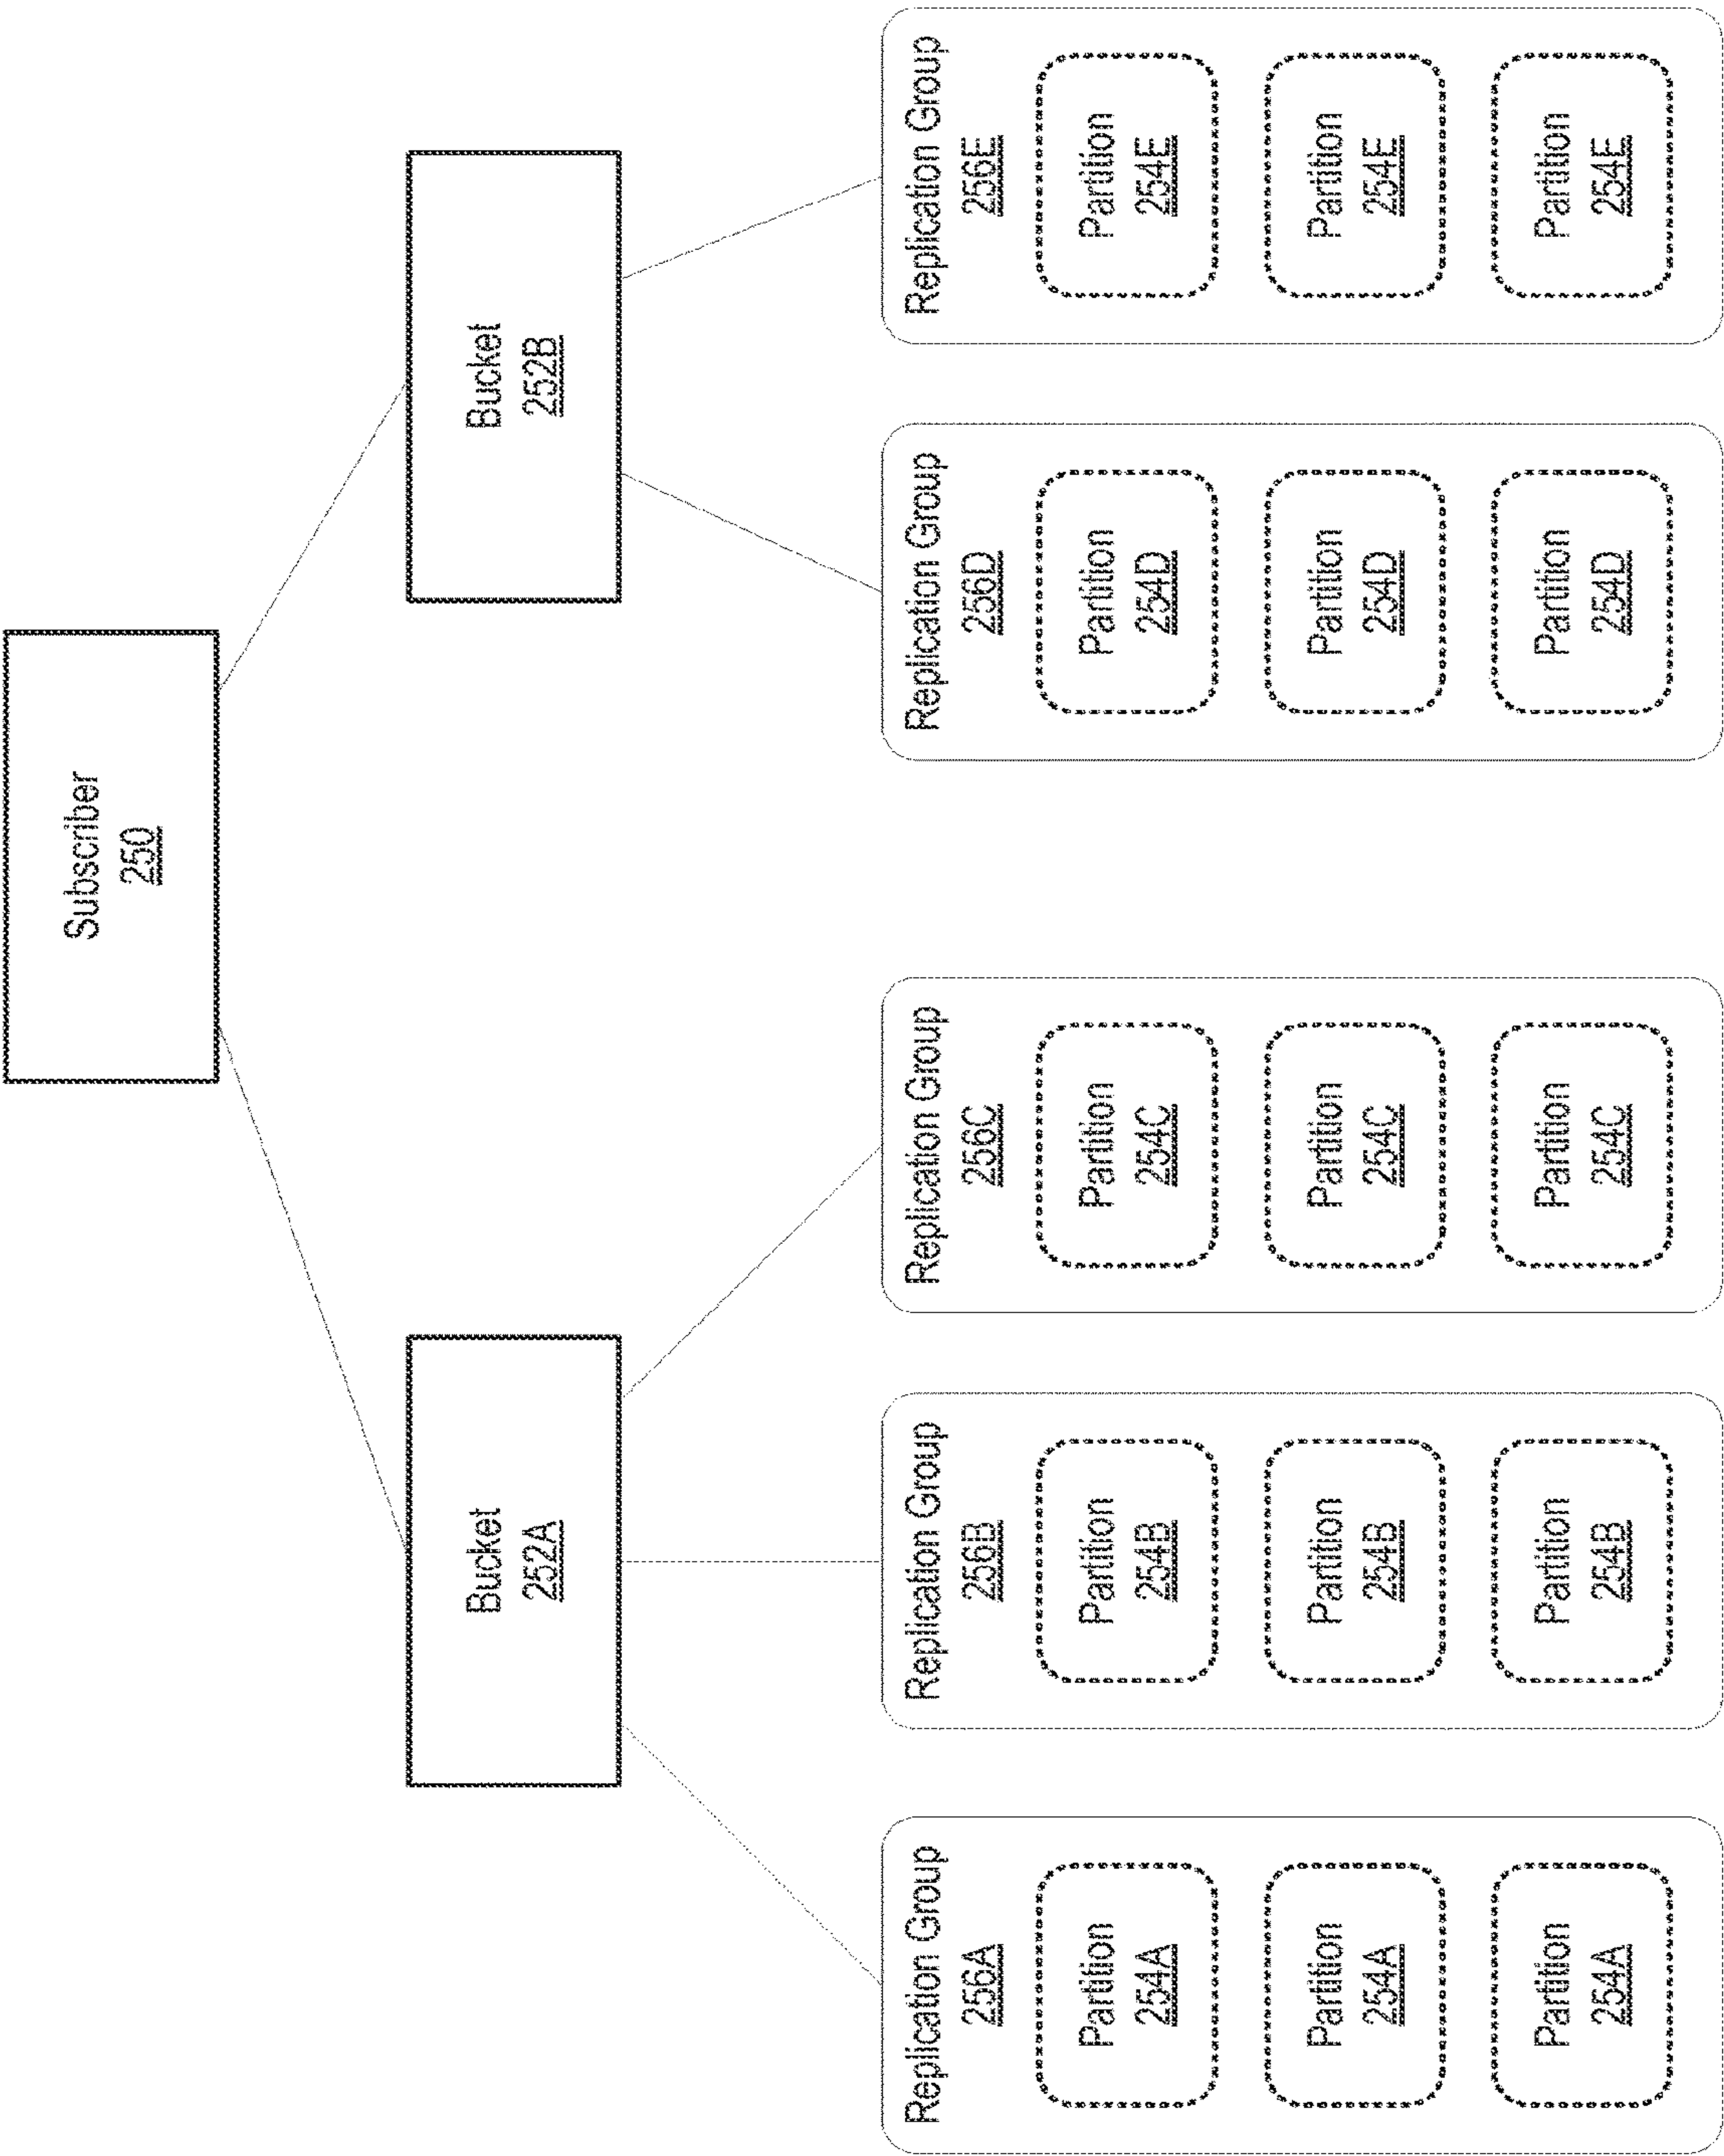 Subscriber
250
Bucket
252A
Bucket
252B
Replication Group
256A
Partition
254A
Partition
254A
Partition
254A
Replication Group
256B
Partition
254B
Partition
254B
Partition
254B
Replication Group
256C
Partition
254C
Partition
254C
Partition
254C
Replication Group
256D
Partition
254D
Partition
254D
Partition
254D
Replication Group
256E
Partition
254E
Partition
254E
Partition
254E